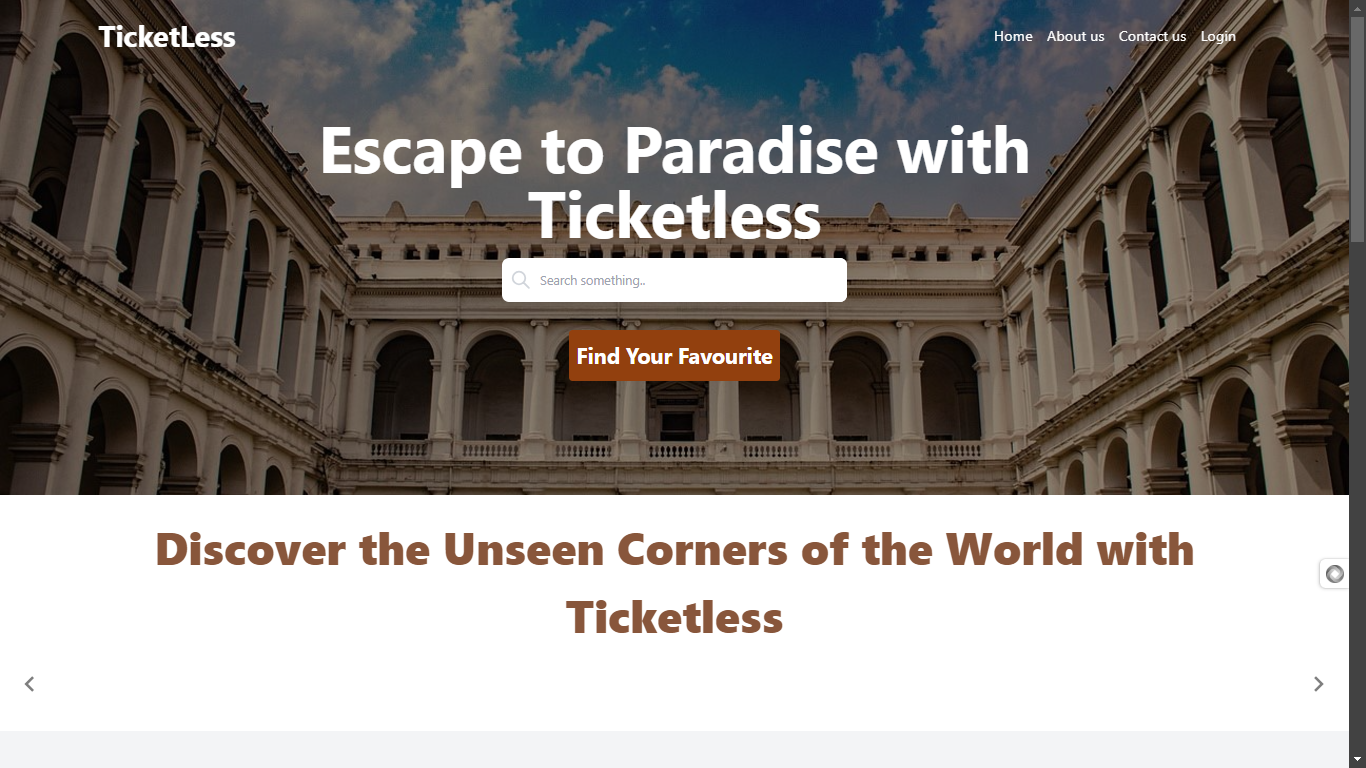 TicketLess
Home About us Contact us Login
Escape to Paradise with
Ticketless
Search something..
Find Your Favourite
Discover the Unseen Corners of the World with
Ticketless